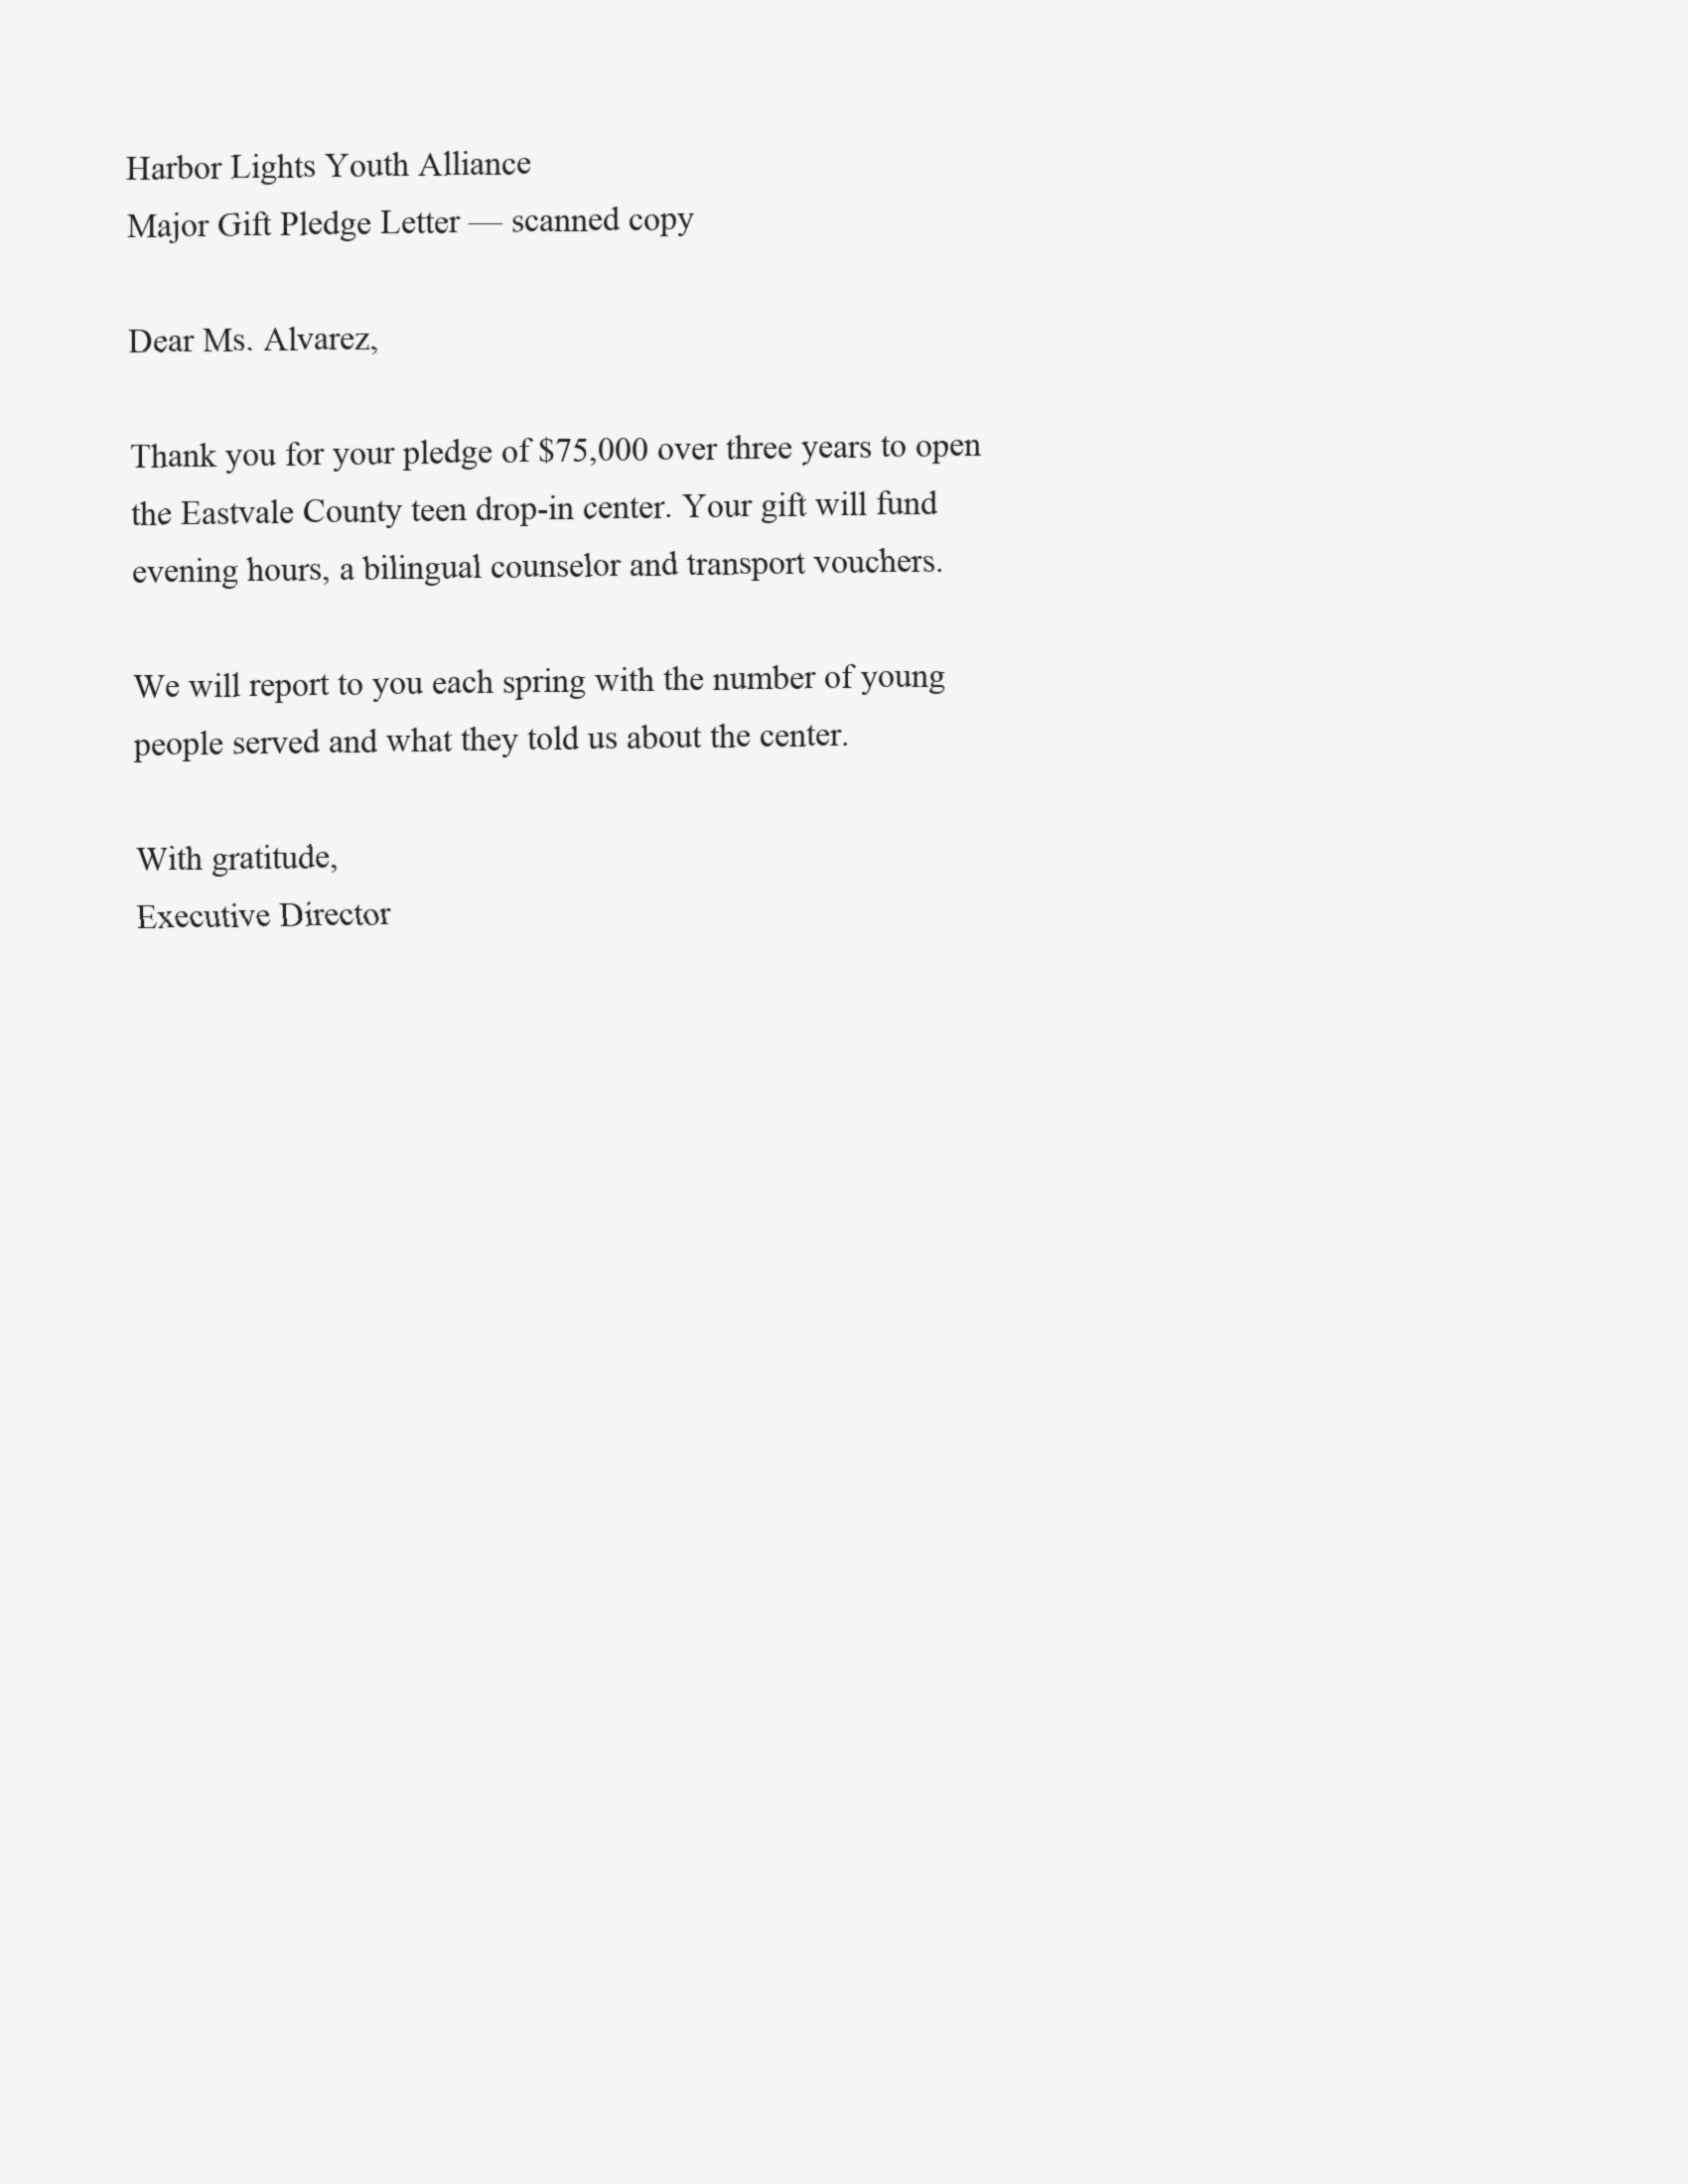 Harbor Lights Youth Alliance
Major Gift Pledge Letter — scanned copy
Dear Ms. Alvarez,
Thank you for your pledge of $75,000 over three years to open
the Eastvale County teen drop-in center. Your gift will fund
evening hours, a bilingual counselor and transport vouchers.
We will report to you each spring with the number of young
people served and what they told us about the center.
With gratitude,
Executive Director